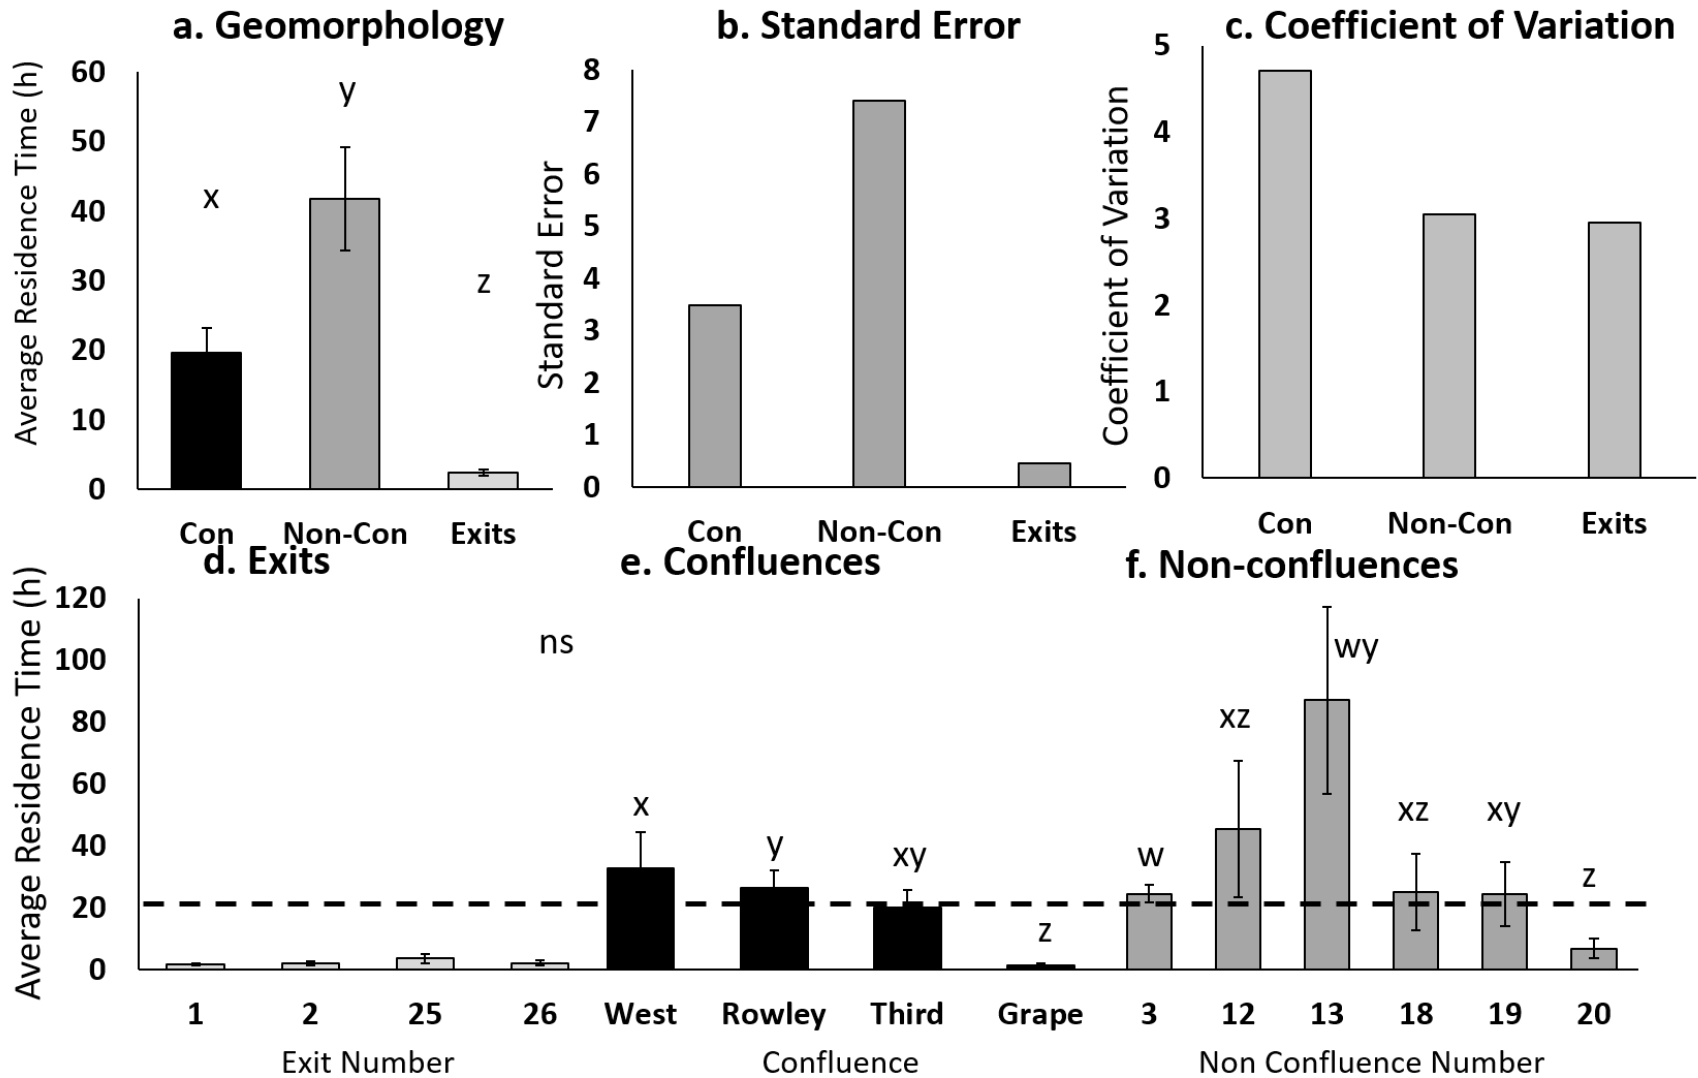 a. Geomorphology
Average Residence Time (h)
60
50
40
30
20
10
0
x
y
z
Con Non-Con Exits
b. Standard Error
Standard Error
8
7
6
5
4
3
2
1
0
Con Non-Con Exits
c. Coefficient of Variation
Coefficient of Variation
5
4
3
2
1
0
Con Non-Con Exits
d. Exits
Average Residence Time (h)
120
100
80
60
40
20
0
ns
1 2 25 26
Exit Number
e. Confluences
x
y
xy
z
West Rowley Third Grape
Confluence
f. Non-confluences
w
xz
wy
xz
xy
z
3 12 13 18 19 20
Non Confluence Number